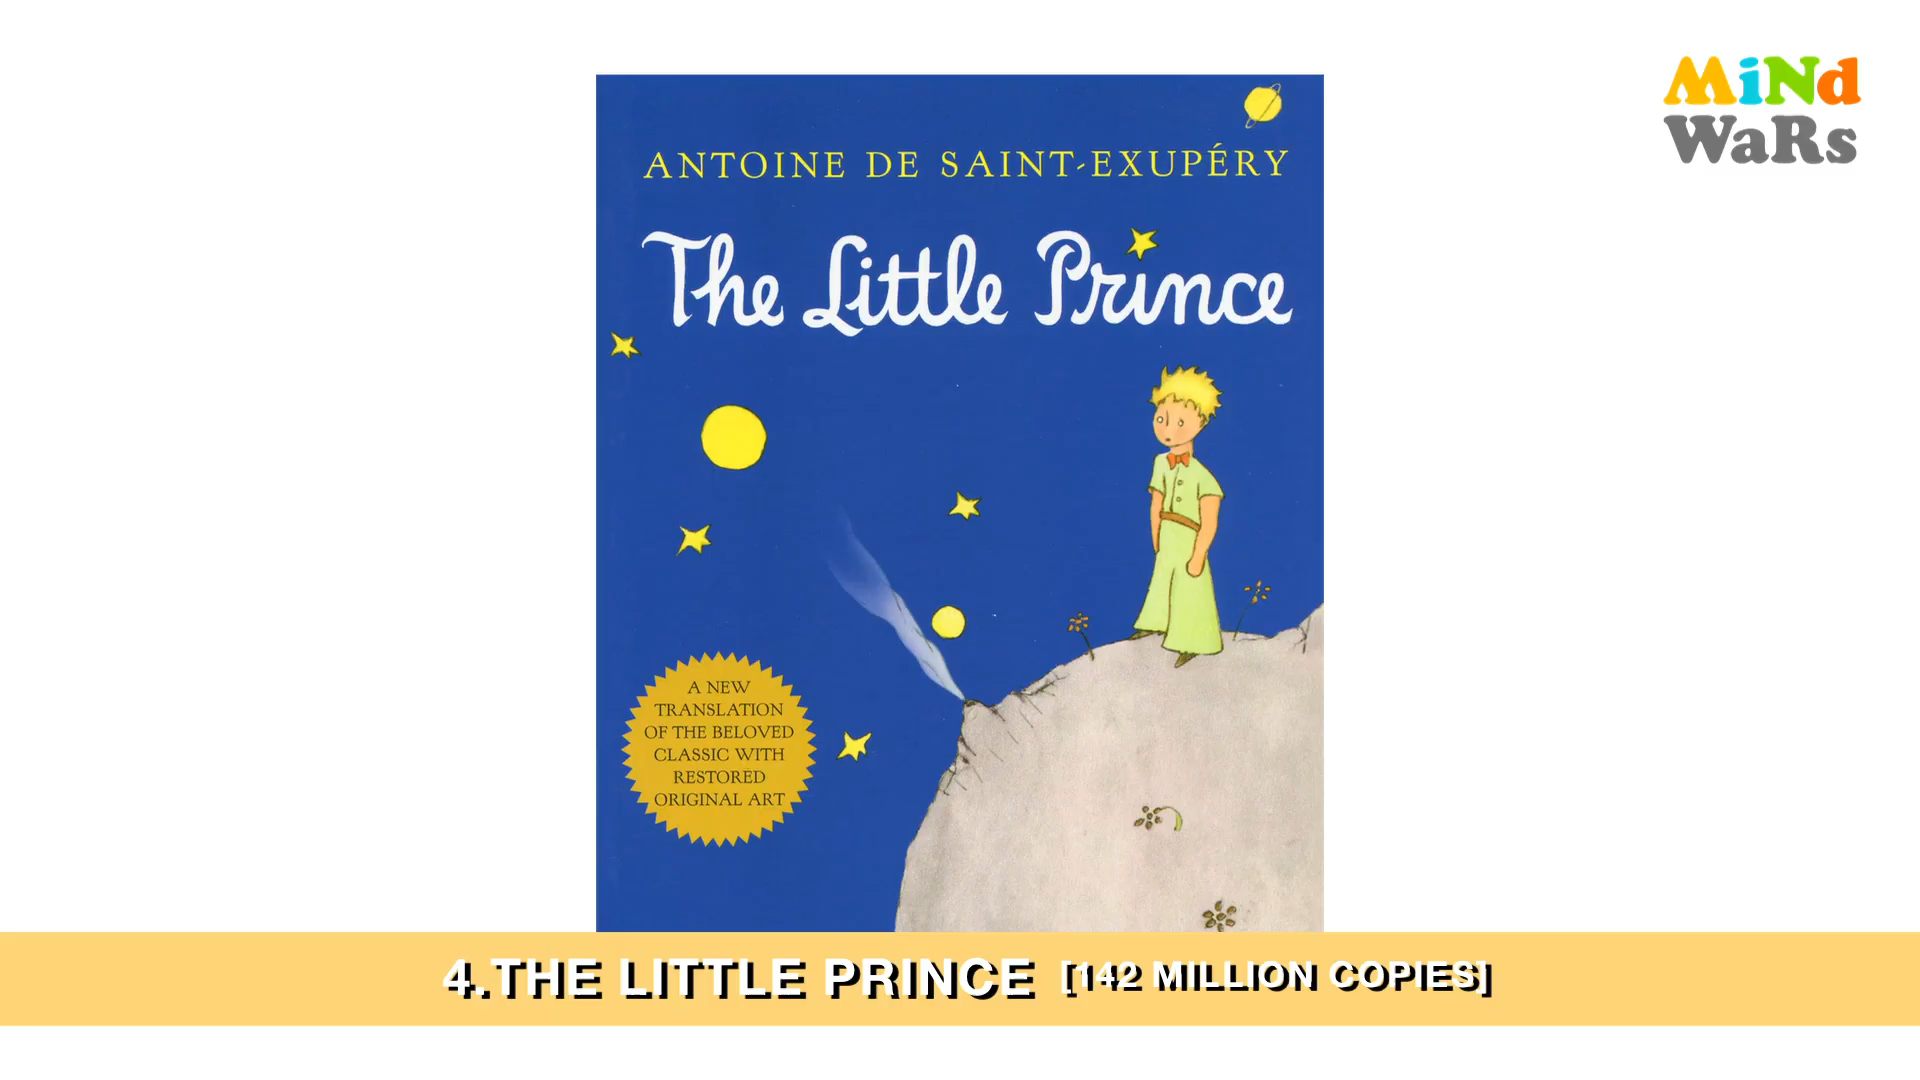 MiNd
WaRs
ANTOINE DE SAINT-EXUPÉRY
The Little Prince
A NEW
TRANSLATION
OF THE BELOVED
CLASSIC WITH
RESTORED
ORIGINAL ART
4.THE LITTLE PRINCE [142 MILLION COPIES]